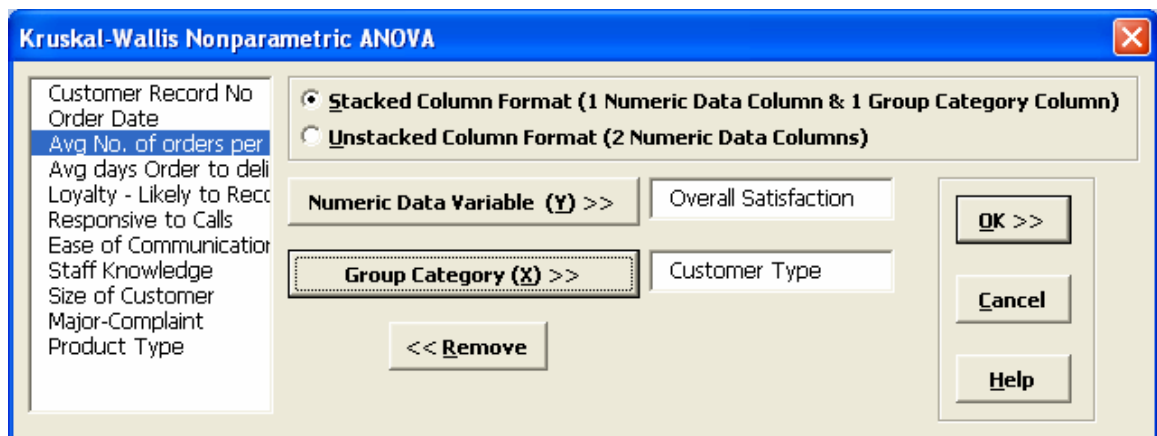 Kruskal-Wallis Nonparametric ANOVA
Customer Record No
Order Date
Avg No. of orders per
Avg days Order to deli
Loyalty - Likely to Reco
Responsive to Calls
Ease of Communication
Staff Knowledge
Size of Customer
Major-Complaint
Product Type
Stacked Column Format (1 Numeric Data Column & 1 Group Category Column)
Unstacked Column Format (2 Numeric Data Columns)
Numeric Data Variable (Y) >>
Overall Satisfaction
Group Category (X) >>
Customer Type
<< Remove
OK >>
Cancel
Help